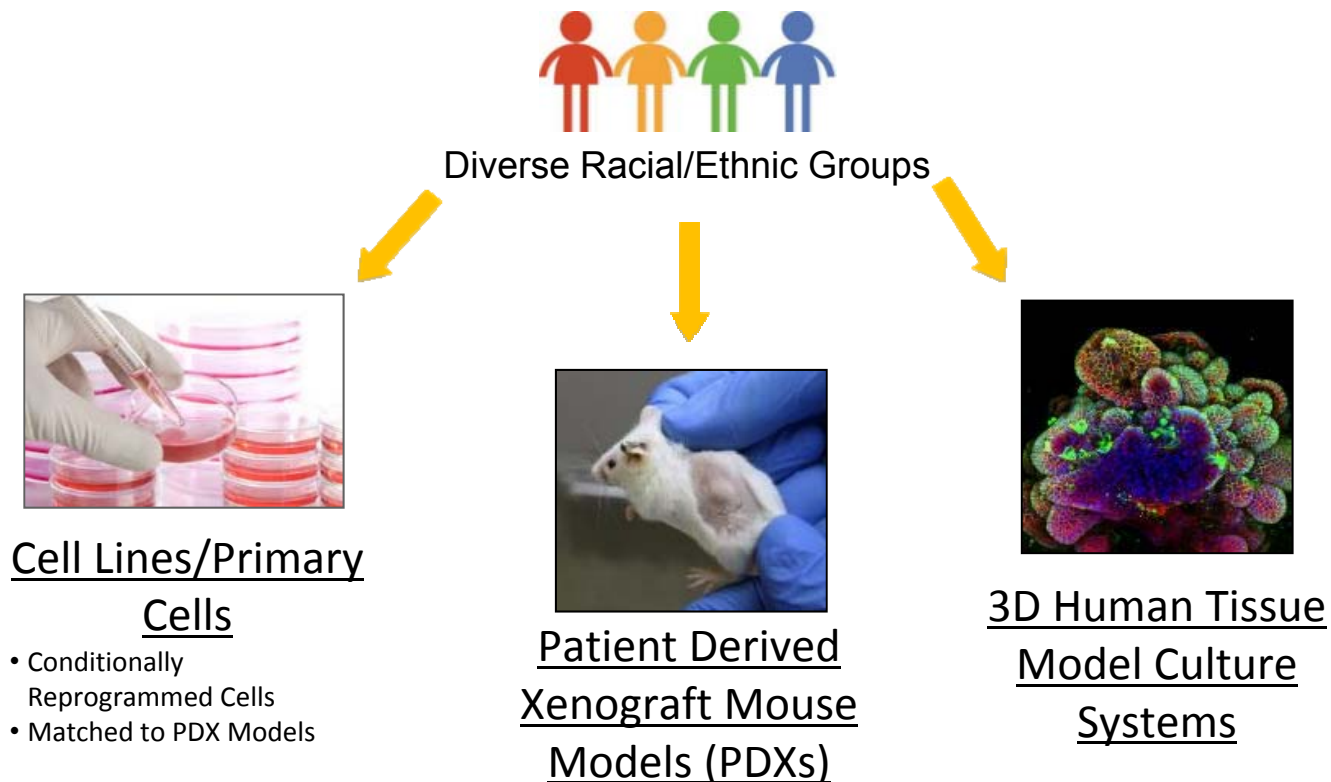 Diverse Racial/Ethnic Groups
Cell Lines/Primary
Cells
• Conditionally
Reprogrammed Cells
• Matched to PDX Models
Patient Derived
Xenograft Mouse
Models (PDXs)
3D Human Tissue
Model Culture
Systems